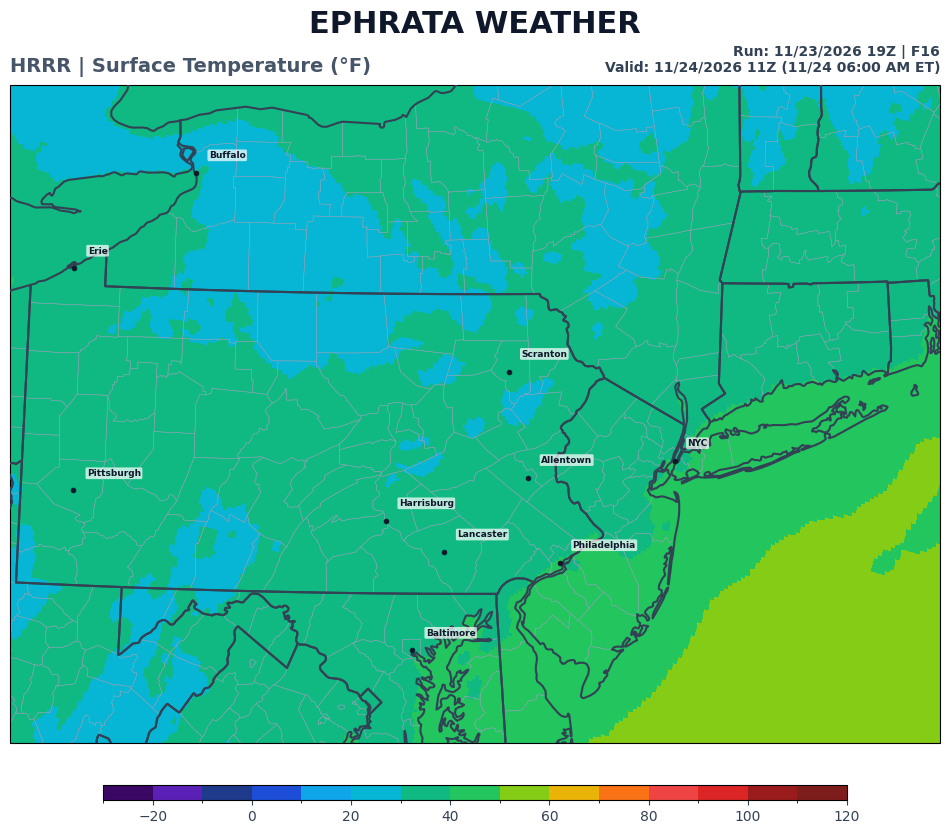 EPHRATA WEATHER
HRRR | Surface Temperature (°F)
Run: 11/23/2026 19Z | F16
Valid: 11/24/2026 11Z (11/24 06:00 AM ET)
Buffalo
Erie
Scranton
NYC
Allentown
Pittsburgh
Harrisburg
Lancaster
Philadelphia
Baltimore
−20 0 20 40 60 80 100 120